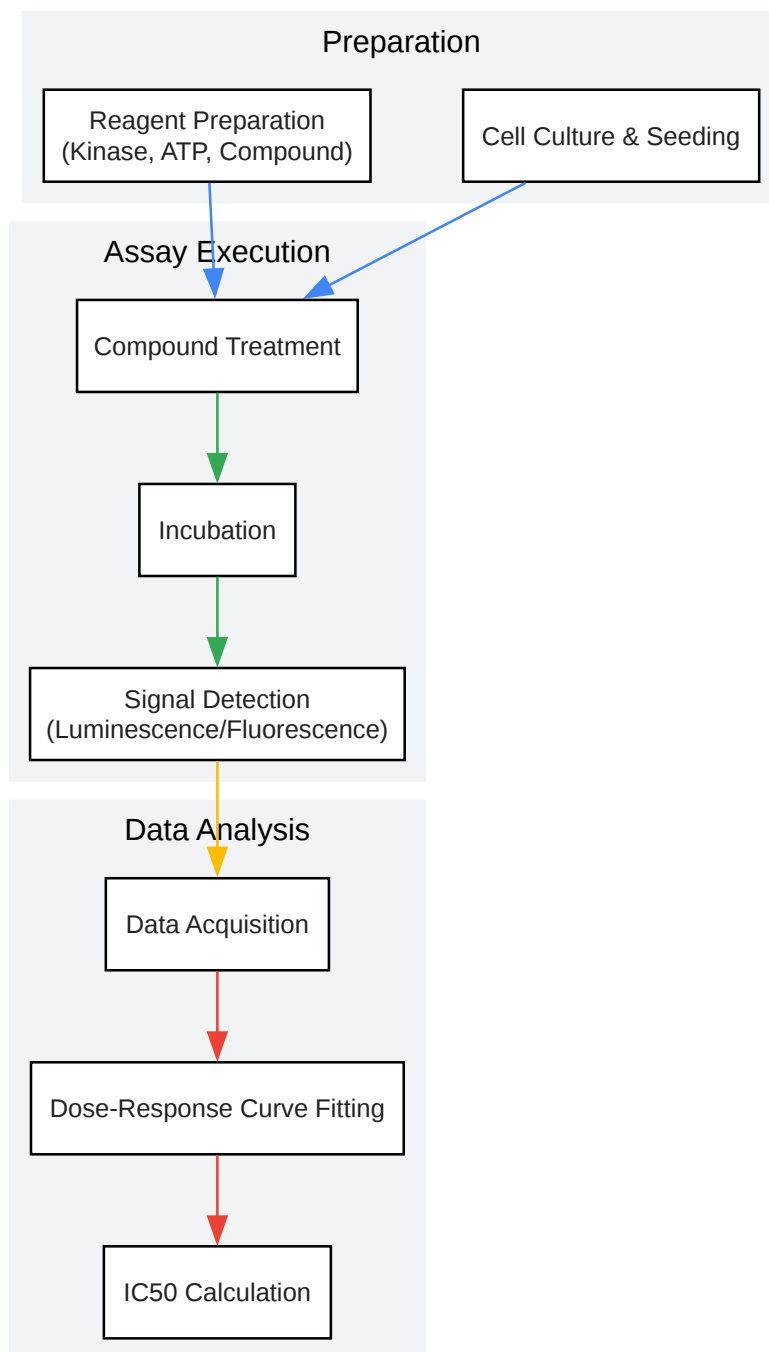 Preparation
Reagent Preparation
(Kinase, ATP, Compound)
Cell Culture & Seeding
Assay Execution
Compound Treatment
Incubation
Signal Detection
(Luminescence/Fluorescence)
Data Analysis
Data Acquisition
Dose-Response Curve Fitting
IC50 Calculation